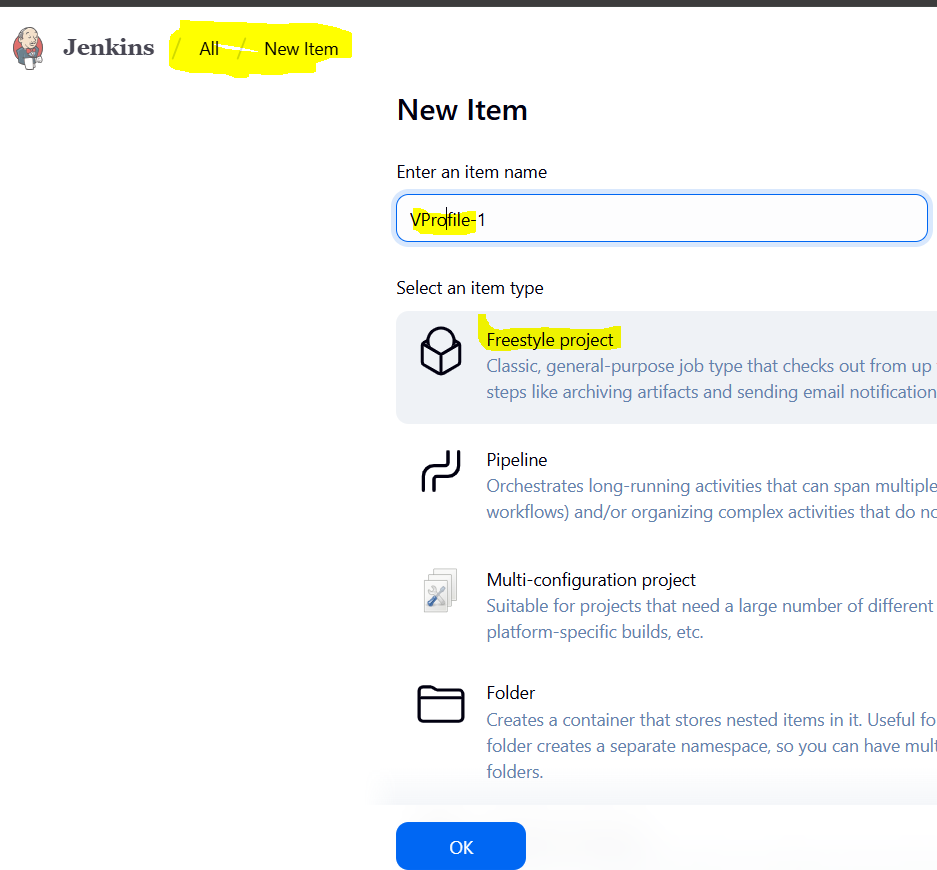 Jenkins / All / New Item
New Item
Enter an item name
VProfile-1
Select an item type
Freestyle project
Classic, general-purpose job type that checks out from up
steps like archiving artifacts and sending email notification
Pipeline
Orchestrates long-running activities that can span multiple
workflows) and/or organizing complex activities that do no
Multi-configuration project
Suitable for projects that need a large number of different
platform-specific builds, etc.
Folder
Creates a container that stores nested items in it. Useful fo
folder creates a separate namespace, so you can have mult
folders.
OK